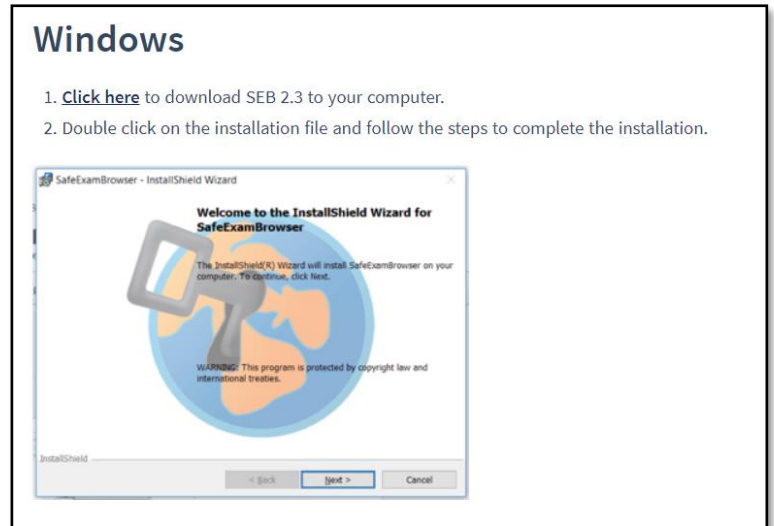 Windows
1. Click here to download SEB 2.3 to your computer.
2. Double click on the installation file and follow the steps to complete the installation.
SafeExamBrowser - InstallShield Wizard
Welcome to the InstallShield Wizard for
SafeExamBrowser
The InstallShield(R) Wizard will install SafeExamBrowser on your
computer. To continue, click Next.
WARNING: This program is protected by copyright law and
international treaties.
InstallShield
< Back Next > Cancel